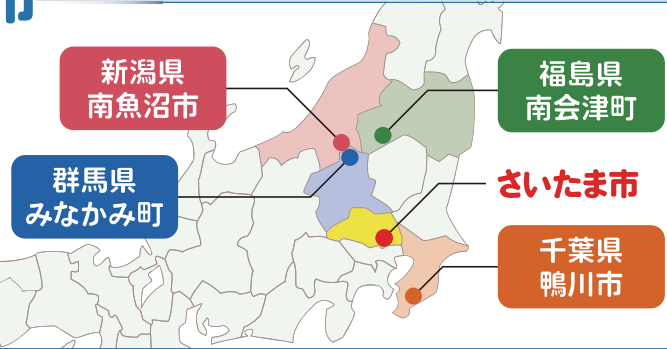 新潟県
南魚沼市
福島県
南会津町
群馬県
みなかみ町
さいたま市
千葉県
鴨川市